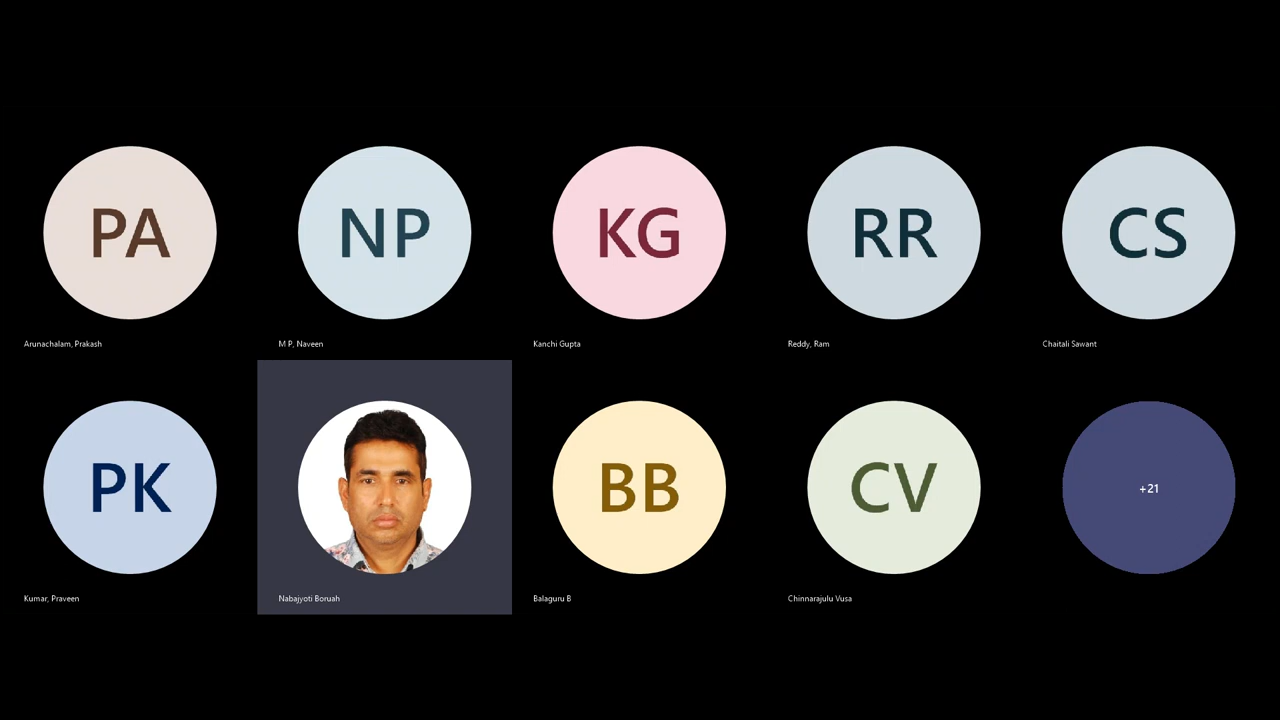 PA
NP
KG
RR
CS
Arunachalam, Prakash
M P, Naveen
Kanchi Gupta
Reddy, Ram
Chaitali Sawant
PK
BB
CV
+21
Kumar, Praveen
Nabajyoti Boruah
Balaguru B
Chinnarajulu Vusa